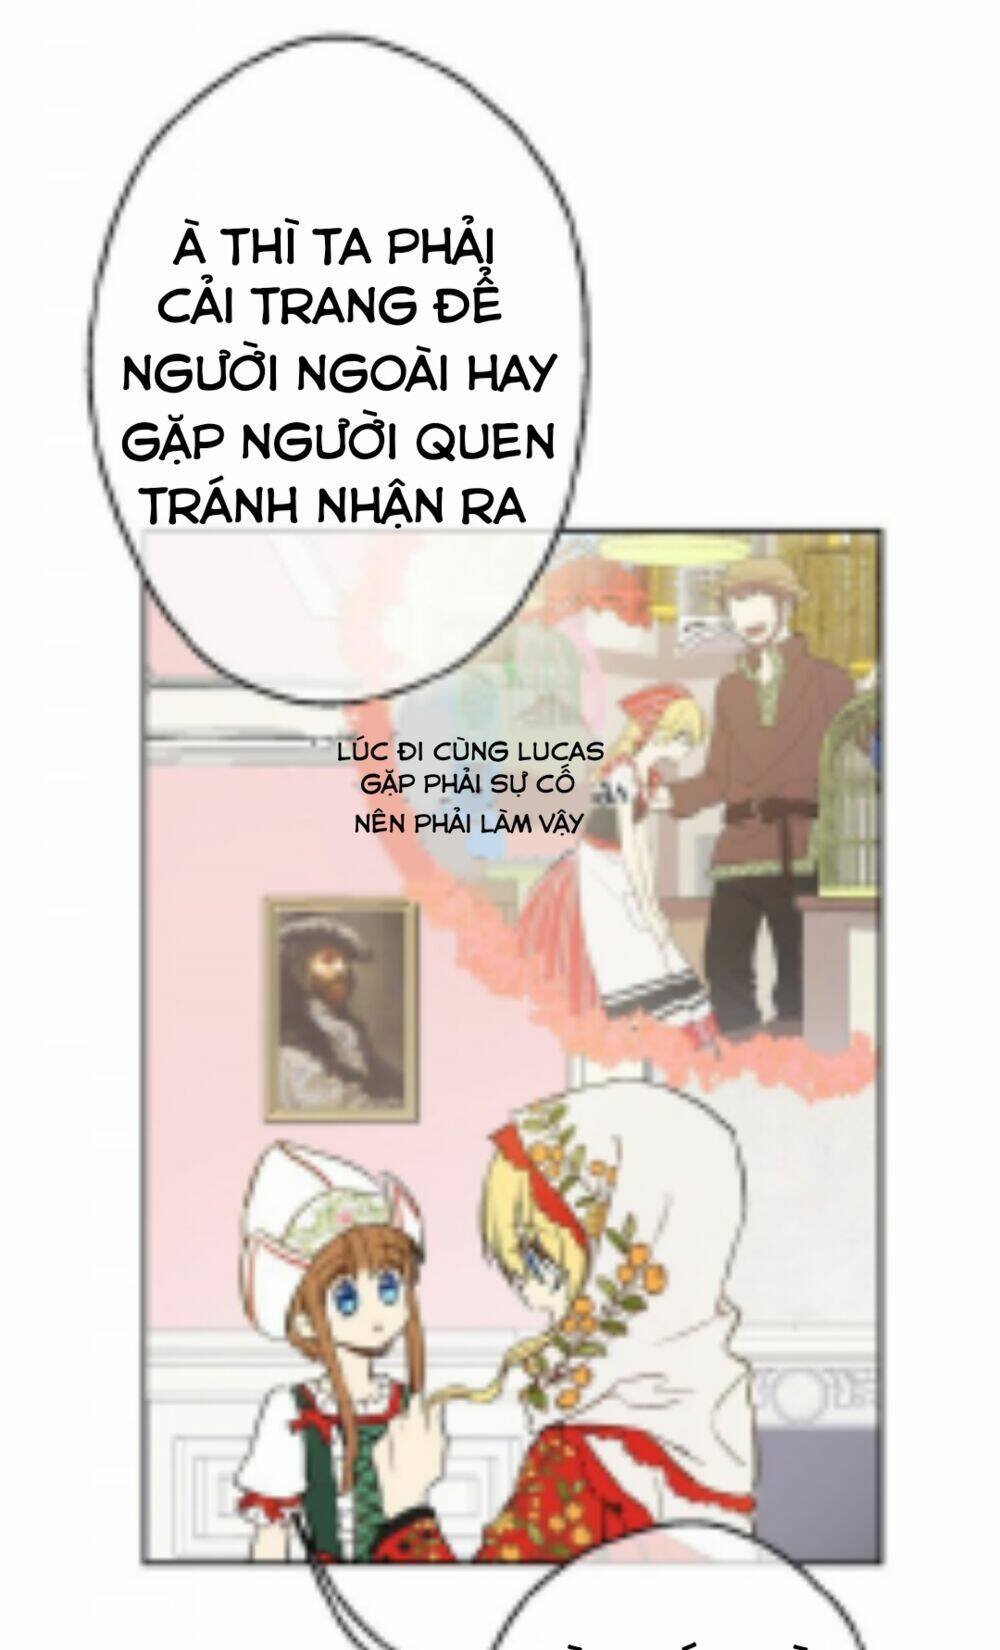 À THÌ TA PHẢI
CẢI TRANG ĐỂ
NGƯỜI NGOÀI HAY
GẶP NGƯỜI QUEN
TRÁNH NHẬN RA
LÚC ĐI CÙNG LUCAS
GẶP PHẢI SỰ CỐ
NÊN PHẢI LÀM VẬY